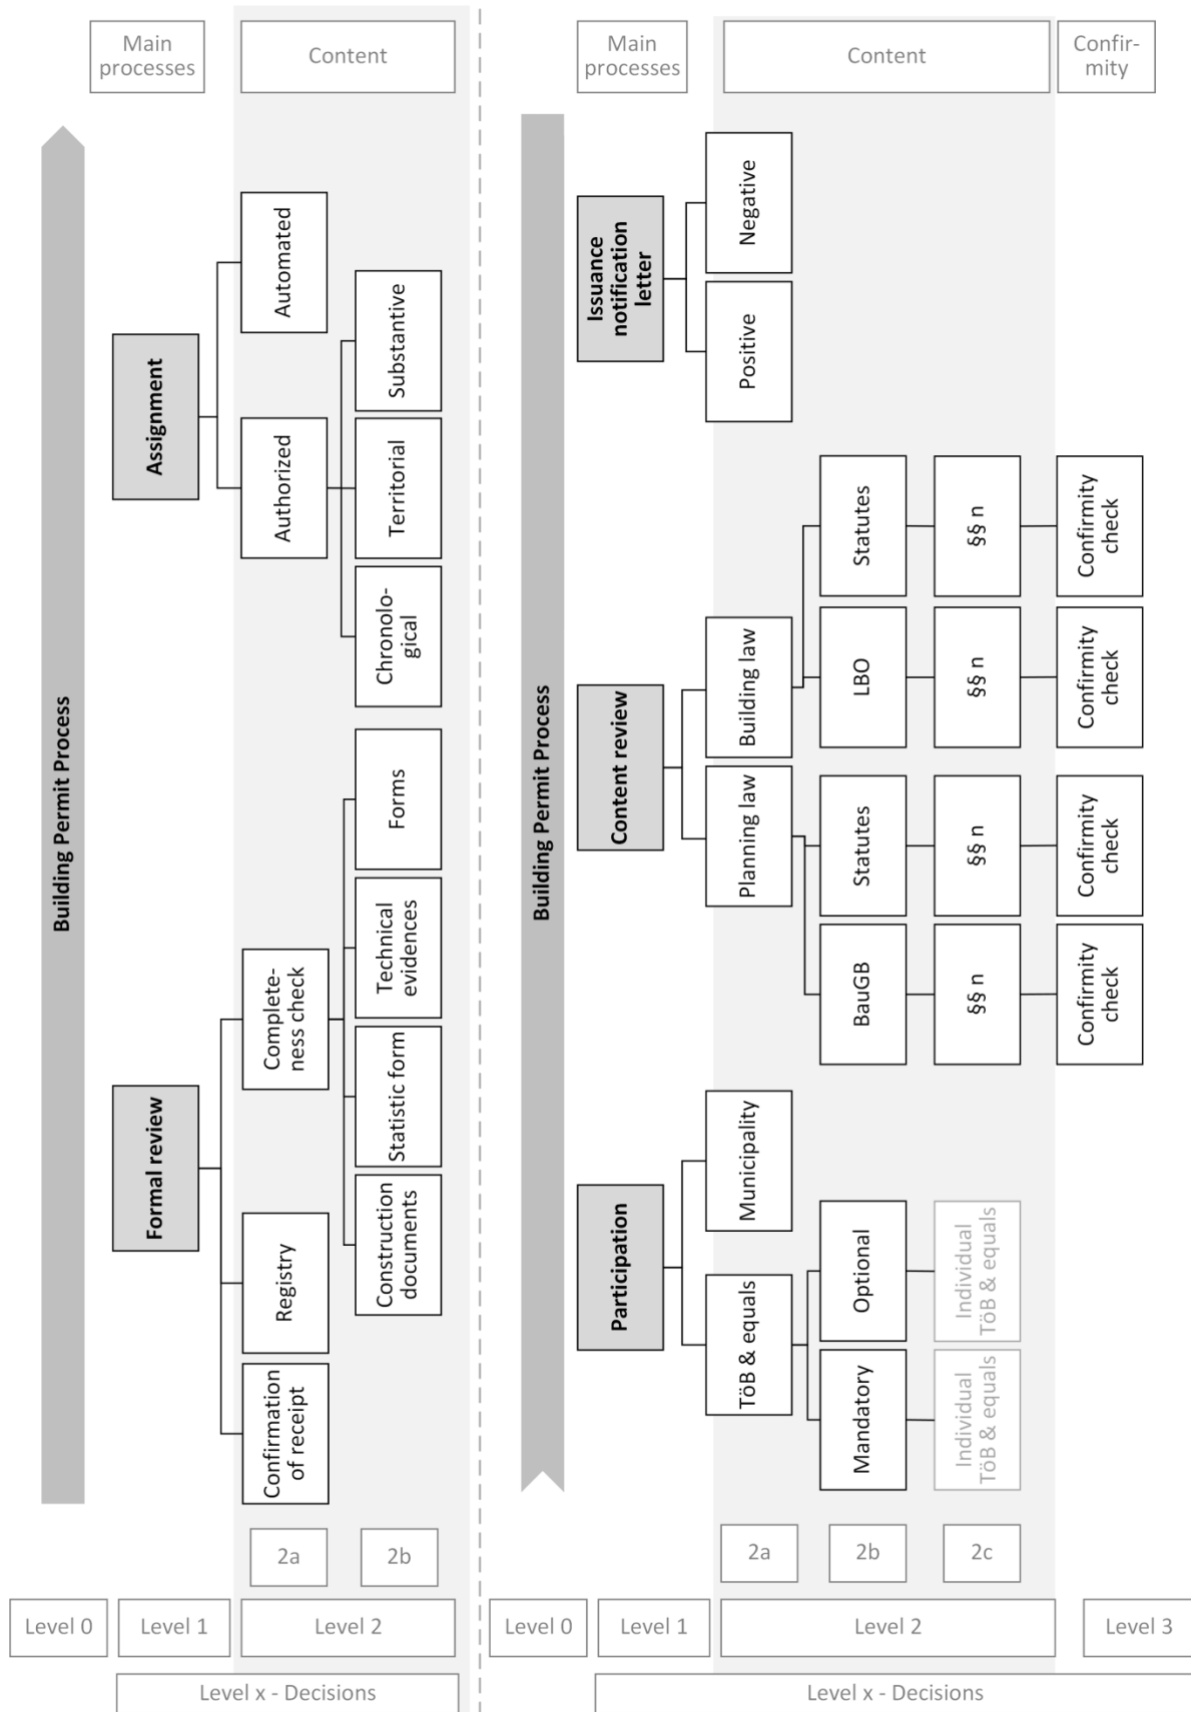 Main
processes
Content
Building Permit Process
Assignment
Automated
Authorized
Substantive
Territorial
Chronolo-
gical
Formal review
Complete-
ness check
Forms
Technical
evidences
Statistic form
Construction
documents
Registry
Confirmation
of receipt
2a
2b
Level 0
Level 1
Level 2
Level x - Decisions
Main
processes
Content
Confir-
mity
Building Permit Process
Issuance
notification
letter
Negative
Positive
Content review
Building law
Planning law
Statutes
LBO
Statutes
BauGB
§§ n
§§ n
§§ n
§§ n
Confirmity
check
Confirmity
check
Confirmity
check
Confirmity
check
Participation
Municipality
TöB & equals
Optional
Mandatory
Individual
TöB & equals
Individual
TöB & equals
2a
2b
2c
Level 0
Level 1
Level 2
Level 3
Level x - Decisions